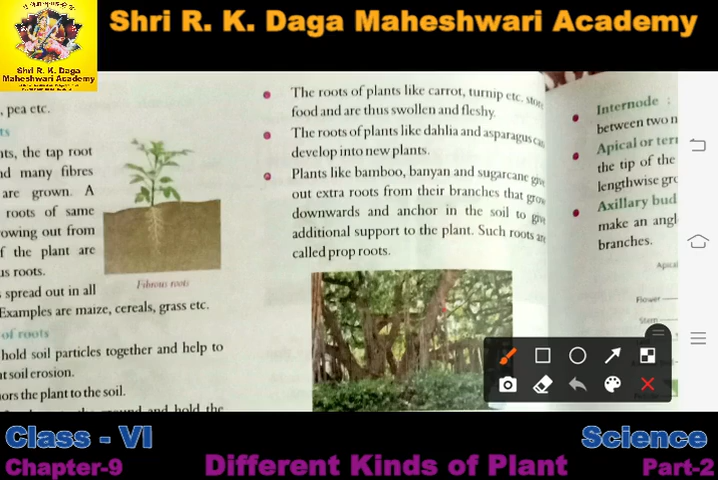 Shri R. K. Daga Maheshwari Academy
Shri R. K. Daga
Maheshwari Academy
, pea etc.
ts
nts, the tap root
nd many fibres
are grown. A
roots of same
rowing out from
f the plant are
us roots.
s spread out in all
Examples are maize, cereals, grass etc.
of roots
hold soil particles together and help to
nt soil erosion.
hors the plant to the soil.
Fibrous roots
• The roots of plants like carrot, turnip etc. store
food and are thus swollen and fleshy.
• The roots of plants like dahlia and asparagus can
develop into new plants.
• Plants like bamboo, banyan and sugarcane give
out extra roots from their branches that grow
downwards and anchor in the soil to give
additional support to the plant. Such roots are
called prop roots.
• Internode :
between two n
• Apical or terr
the tip of the
lengthwise gro
• Axillary bud
make an angl
branches.
Apical
Flower
Stem
Class - VI
Science
Chapter-9
Different Kinds of Plant
Part-2